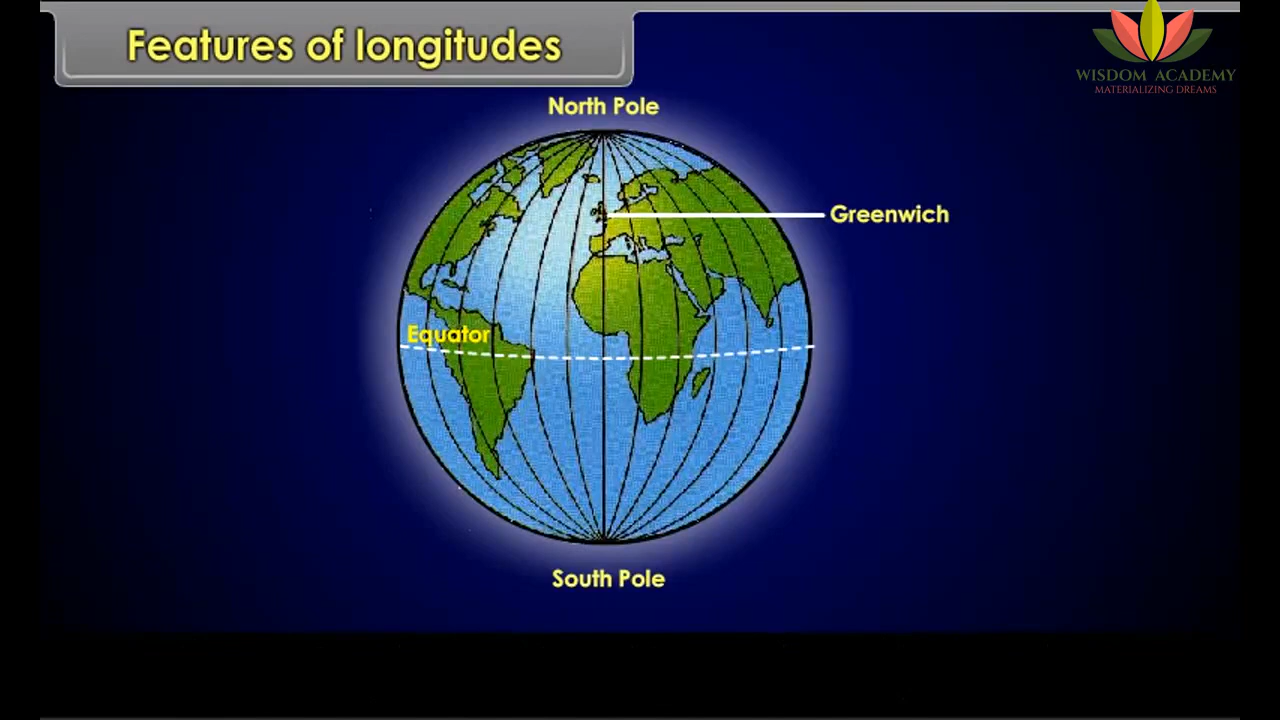 Features of longitudes
WISDOM ACADEMY
MATERIALIZING DREAMS
North Pole
Greenwich
Equator
South Pole